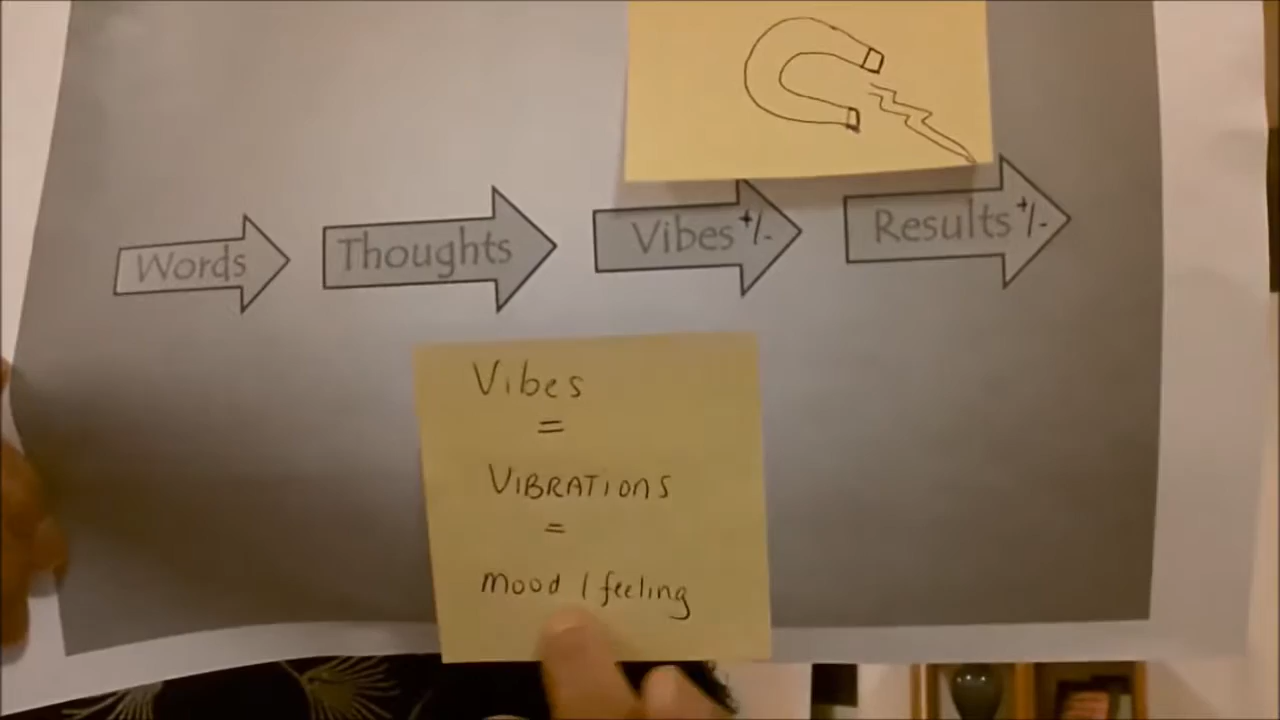 Words Thoughts Vibes +/- Results +/-
Vibes
=
VIBRATIONS
=
mood / feeling